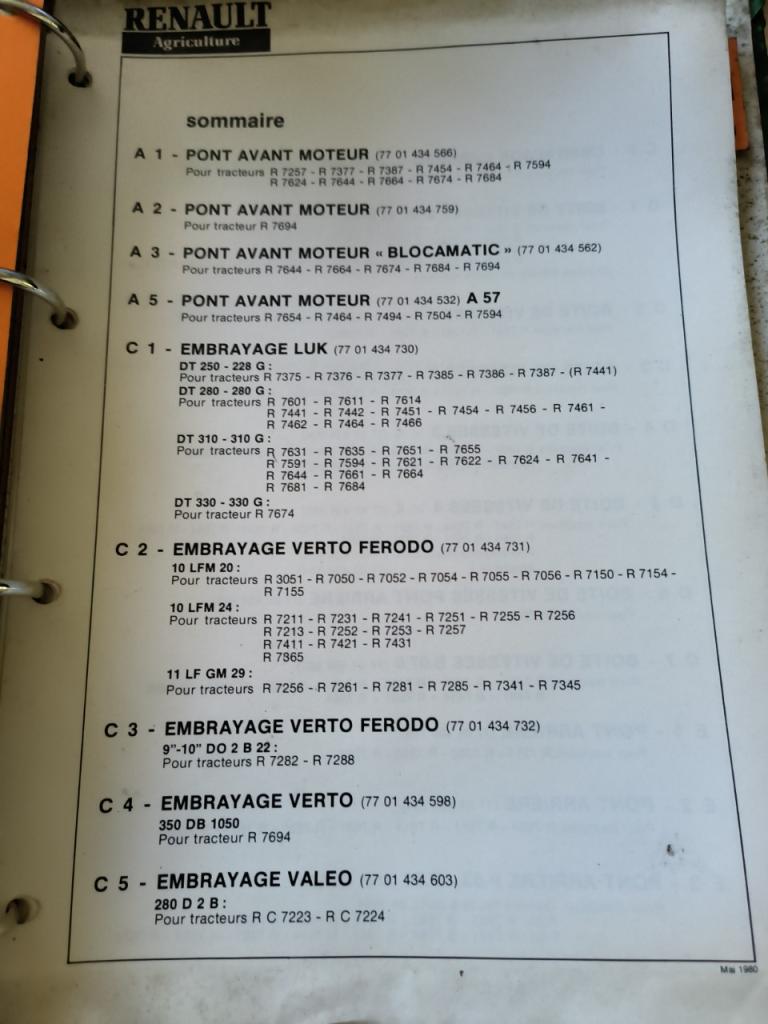 RENAULT
Agriculture
sommaire
A 1 - PONT AVANT MOTEUR (77 01 434 566)
Pour tracteurs R 7257 - R 7377 - R 7387 - R 7454 - R 7464 - R 7594
R 7624 - R 7644 - R 7664 - R 7674 - R 7684
A 2 - PONT AVANT MOTEUR (77 01 434 759)
Pour tracteur R 7694
A 3 - PONT AVANT MOTEUR « BLOCAMATIC » (77 01 434 562)
Pour tracteurs R 7644 - R 7664 - R 7674 - R 7684 - R 7694
A 5 - PONT AVANT MOTEUR (77 01 434 532) A 57
Pour tracteurs R 7654 - R 7464 - R 7494 - R 7504 - R 7594
C 1 - EMBRAYAGE LUK (77 01 434 730)
DT 250 - 228 G :
Pour tracteurs R 7375 - R 7376 - R 7377 - R 7385 - R 7386 - R 7387 - (R 7441)
DT 280 - 280 G :
Pour tracteurs R 7601 - R 7611 - R 7614
R 7441 - R 7442 - R 7451 - R 7454 - R 7456 - R 7461 -
R 7462 - R 7464 - R 7466
DT 310 - 310 G :
Pour tracteurs R 7631 - R 7635 - R 7651 - R 7655
R 7591 - R 7594 - R 7621 - R 7622 - R 7624 - R 7641 -
R 7644 - R 7661 - R 7664
R 7681 - R 7684
DT 330 - 330 G :
Pour tracteur R 7674
C 2 - EMBRAYAGE VERTO FERODO (77 01 434 731)
10 LFM 20 :
Pour tracteurs R 3051 - R 7050 - R 7052 - R 7054 - R 7055 - R 7056 - R 7150 - R 7154 -
R 7155
10 LFM 24 :
Pour tracteurs R 7211 - R 7231 - R 7241 - R 7251 - R 7255 - R 7256
R 7213 - R 7252 - R 7253 - R 7257
R 7411 - R 7421 - R 7431
R 7365
11 LF GM 29 :
Pour tracteurs R 7256 - R 7261 - R 7281 - R 7285 - R 7341 - R 7345
C 3 - EMBRAYAGE VERTO FERODO (77 01 434 732)
9"-10" DO 2 B 22 :
Pour tracteurs R 7282 - R 7288
C 4 - EMBRAYAGE VERTO (77 01 434 598)
350 DB 1050
Pour tracteur R 7694
C 5 - EMBRAYAGE VALEO (77 01 434 603)
280 D 2 B :
Pour tracteurs R C 7223 - R C 7224
Mai 1980